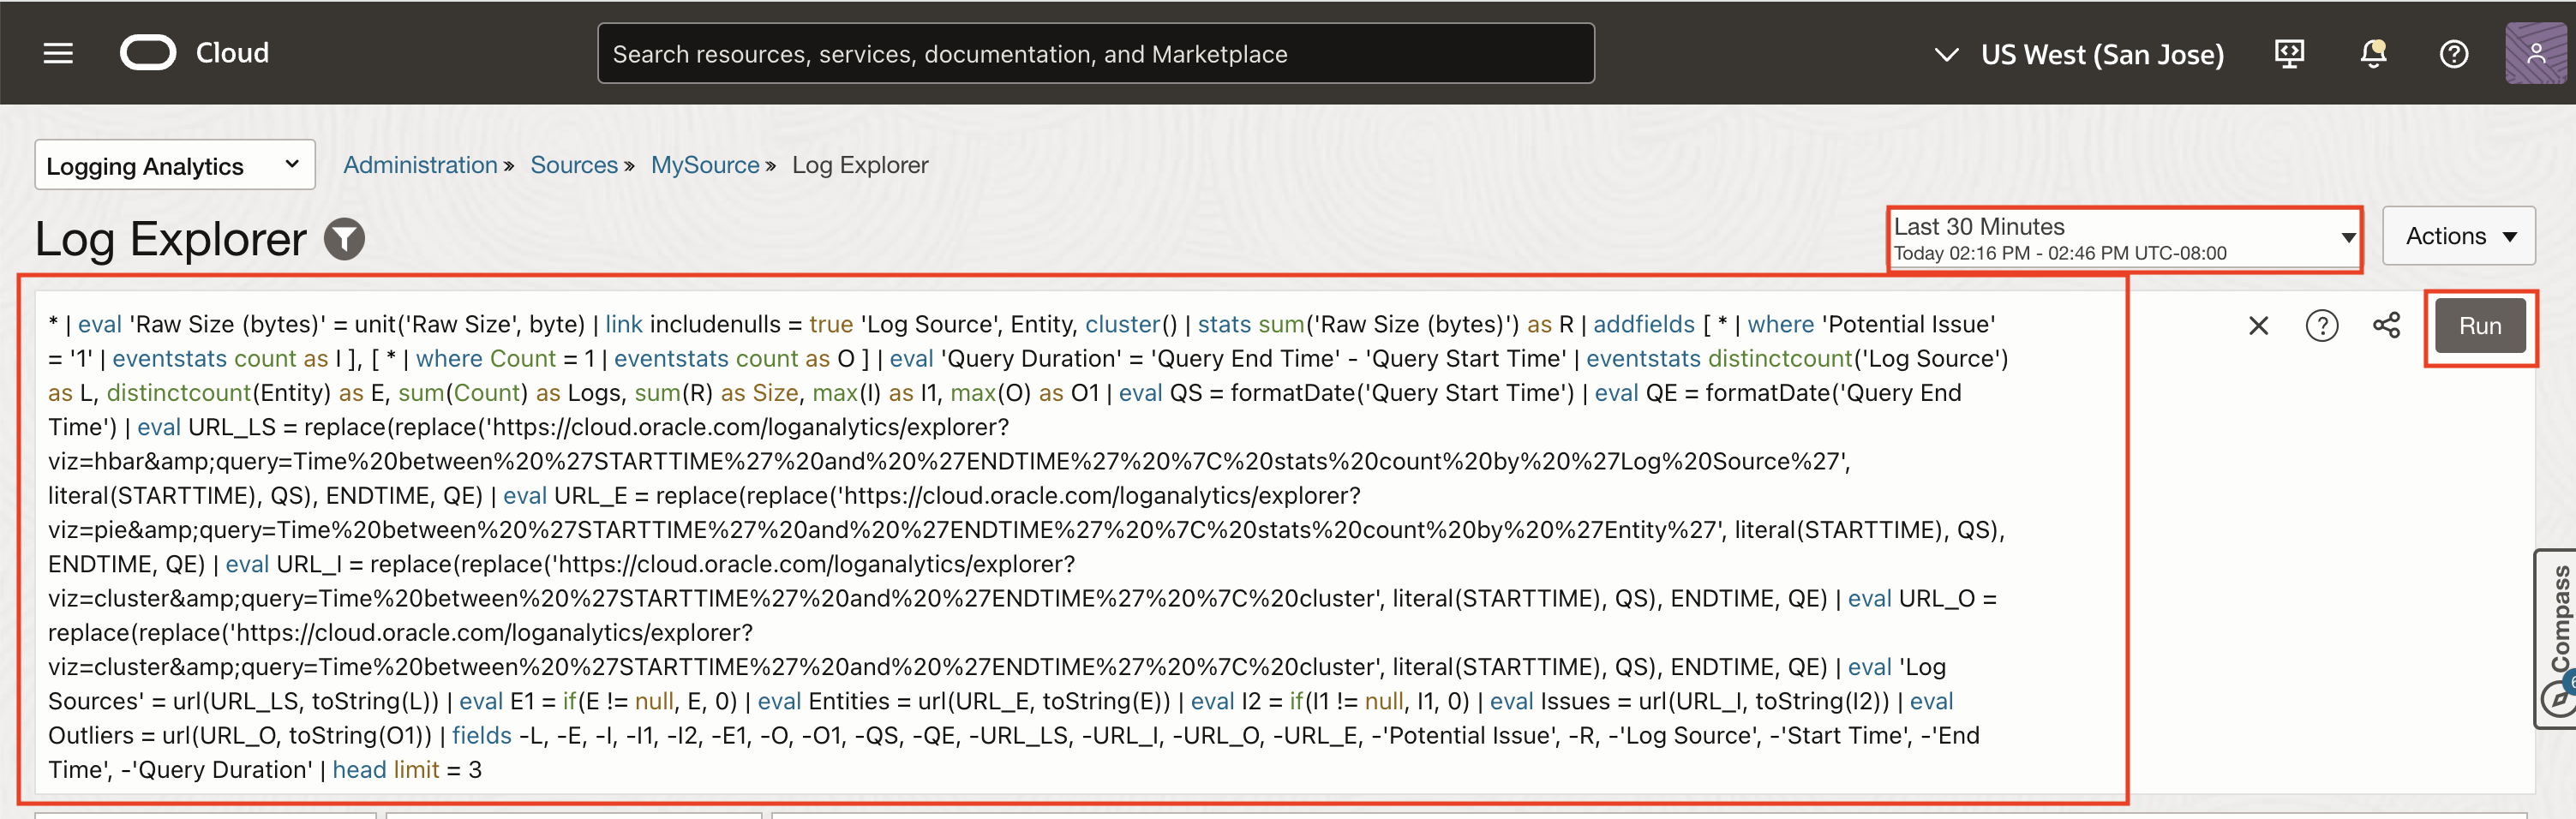 Cloud
Search resources, services, documentation, and Marketplace
US West (San Jose)
Logging Analytics
Administration » Sources » MySource » Log Explorer
Log Explorer
Last 30 Minutes
Today 02:16 PM - 02:46 PM UTC-08:00
Actions
* | eval 'Raw Size (bytes)' = unit('Raw Size', byte) | link includenulls = true 'Log Source', Entity, cluster() | stats sum('Raw Size (bytes)') as R | addfields [ * | where 'Potential Issue'
= '1' | eventstats count as I ], [ * | where Count = 1 | eventstats count as O ] | eval 'Query Duration' = 'Query End Time' - 'Query Start Time' | eventstats distinctcount('Log Source')
as L, distinctcount(Entity) as E, sum(Count) as Logs, sum(R) as Size, max(I) as I1, max(O) as O1 | eval QS = formatDate('Query Start Time') | eval QE = formatDate('Query End
Time') | eval URL_LS = replace(replace('https://cloud.oracle.com/loganalytics/explorer?
viz=hbar&amp;query=Time%20between%20%27STARTTIME%27%20and%20%27ENDTIME%27%20%7C%20stats%20count%20by%20%27Log%20Source%27',
literal(STARTTIME), QS), ENDTIME, QE) | eval URL_E = replace(replace('https://cloud.oracle.com/loganalytics/explorer?
viz=pie&amp;query=Time%20between%20%27STARTTIME%27%20and%20%27ENDTIME%27%20%7C%20stats%20count%20by%20%27Entity%27', literal(STARTTIME), QS),
ENDTIME, QE) | eval URL_I = replace(replace('https://cloud.oracle.com/loganalytics/explorer?
viz=cluster&amp;query=Time%20between%20%27STARTTIME%27%20and%20%27ENDTIME%27%20%7C%20cluster', literal(STARTTIME), QS), ENDTIME, QE) | eval URL_O =
replace(replace('https://cloud.oracle.com/loganalytics/explorer?
viz=cluster&amp;query=Time%20between%20%27STARTTIME%27%20and%20%27ENDTIME%27%20%7C%20cluster', literal(STARTTIME), QS), ENDTIME, QE) | eval 'Log
Sources' = url(URL_LS, toString(L)) | eval E1 = if(E != null, E, 0) | eval Entities = url(URL_E, toString(E)) | eval I2 = if(I1 != null, I1, 0) | eval Issues = url(URL_I, toString(I2)) | eval
Outliers = url(URL_O, toString(O1)) | fields -L, -E, -I, -I1, -I2, -E1, -O, -O1, -QS, -QE, -URL_LS, -URL_I, -URL_O, -URL_E, -'Potential Issue', -R, -'Log Source', -'Start Time', -'End
Time', -'Query Duration' | head limit = 3
Run
Compass